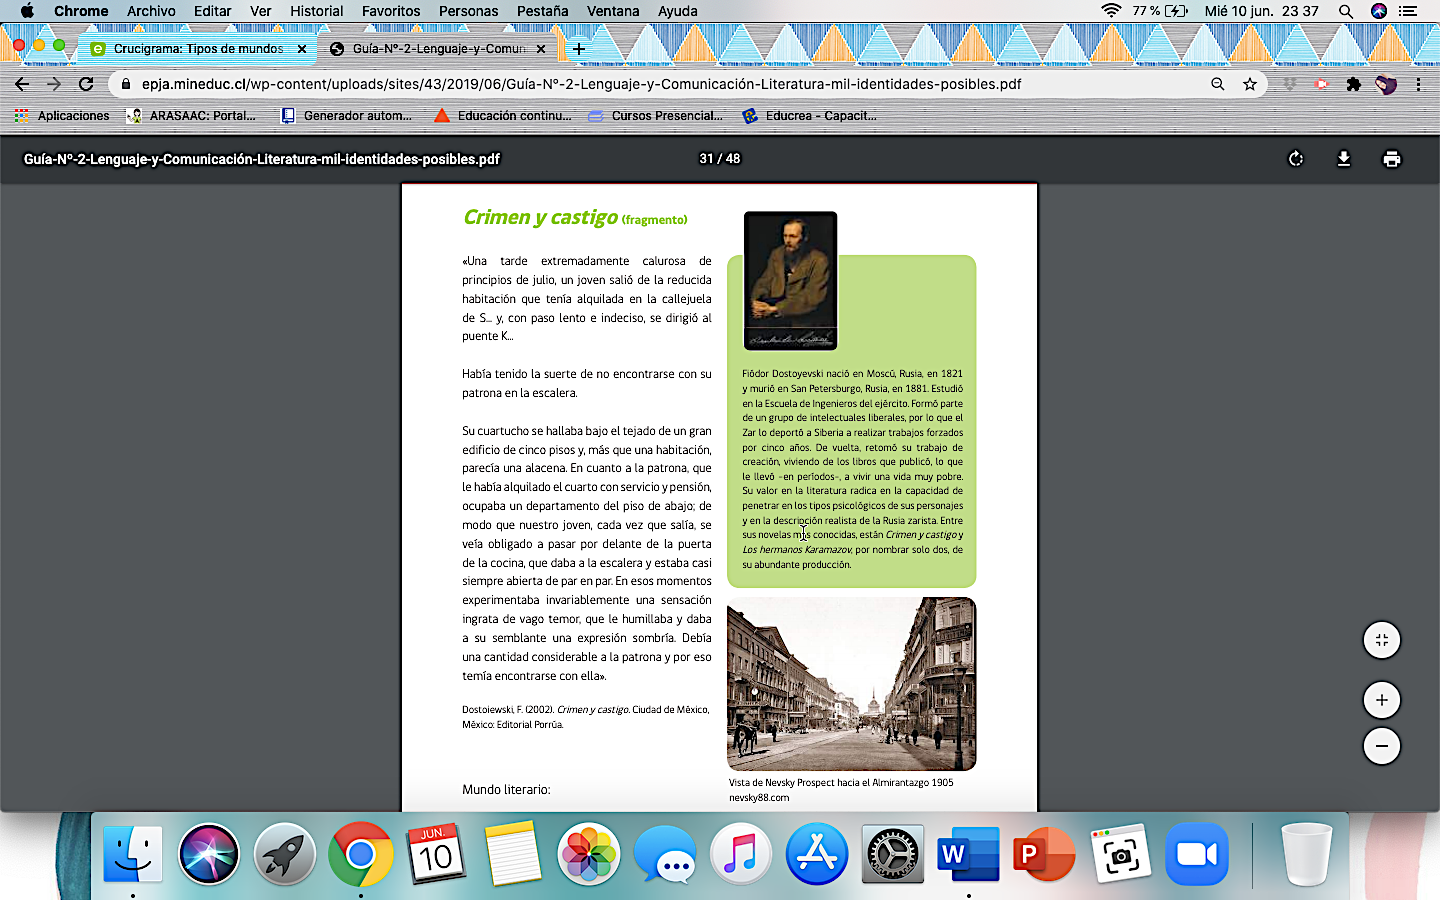 Chrome Archivo Editar Ver Historial Favoritos Personas Pestaña Ventana Ayuda 77 % Mié 10 jun. 23 37
Crucigrama: Tipos de mundos
Guía-Nº-2-Lenguaje-y-Comun
epja.mineduc.cl/wp-content/uploads/sites/43/2019/06/Guía-Nº-2-Lenguaje-y-Comunicación-Literatura-mil-identidades-posibles.pdf
Aplicaciones ARASAAC: Portal... Generador autom... Educación continu... Cursos Presencial... Educrea - Capacit...
Guía-Nº-2-Lenguaje-y-Comunicación-Literatura-mil-identidades-posibles.pdf 31 / 48
Crimen y castigo (fragmento)
«Una tarde extremadamente calurosa de
principios de julio, un joven salió de la reducida
habitación que tenía alquilada en la callejuela
de S... y, con paso lento e indeciso, se dirigió al
puente K...
Había tenido la suerte de no encontrarse con su
patrona en la escalera.
Su cuartucho se hallaba bajo el tejado de un gran
edificio de cinco pisos y, más que una habitación,
parecía una alacena. En cuanto a la patrona, que
le había alquilado el cuarto con servicio y pensión,
ocupaba un departamento del piso de abajo; de
modo que nuestro joven, cada vez que salía, se
veía obligado a pasar por delante de la puerta
de la cocina, que daba a la escalera y estaba casi
siempre abierta de par en par. En esos momentos
experimentaba invariablemente una sensación
ingrata de vago temor, que le humillaba y daba
a su semblante una expresión sombría. Debía
una cantidad considerable a la patrona y por eso
temía encontrarse con ella».
Dostoiewski, F. (2002). Crimen y castigo. Ciudad de México,
México: Editorial Porrúa.
Mundo literario:
Fiódor Dostoyevski nació en Moscú, Rusia, en 1821
y murió en San Petersburgo, Rusia, en 1881. Estudió
en la Escuela de Ingenieros del ejército. Formó parte
de un grupo de intelectuales liberales, por lo que el
Zar lo deportó a Siberia a realizar trabajos forzados
por cinco años. De vuelta, retomó su trabajo de
creación, viviendo de los libros que publicó, lo que
le llevó –en períodos–, a vivir una vida muy pobre.
Su valor en la literatura radica en la capacidad de
penetrar en los tipos psicológicos de sus personajes
y en la descripción realista de la Rusia zarista. Entre
sus novelas más conocidas, están Crimen y castigo y
Los hermanos Karamazov, por nombrar solo dos, de
su abundante producción.
Vista de Nevsky Prospect hacia el Almirantazgo 1905
nevsky88.com
JUN.
10
W
P